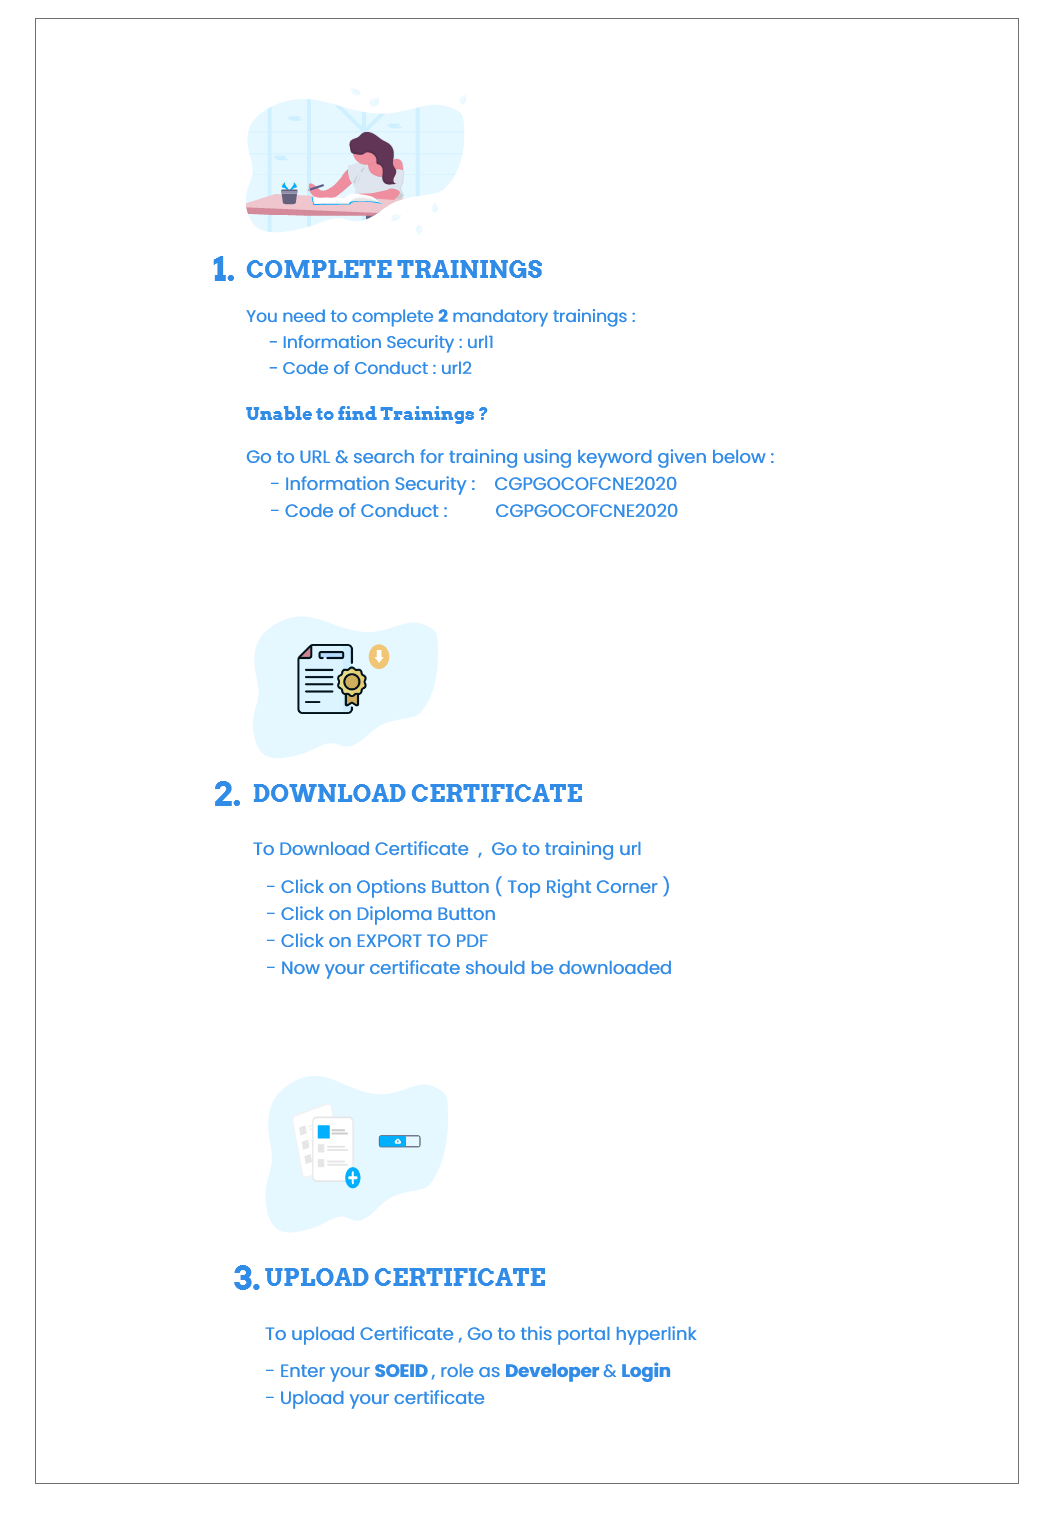 1. COMPLETE TRAININGS
You need to complete 2 mandatory trainings :
- Information Security : url1
- Code of Conduct : url2
Unable to find Trainings ?
Go to URL & search for training using keyword given below :
- Information Security : CGPGOCOFCNE2020
- Code of Conduct : CGPGOCOFCNE2020
2. DOWNLOAD CERTIFICATE
To Download Certificate , Go to training url
- Click on Options Button ( Top Right Corner )
- Click on Diploma Button
- Click on EXPORT TO PDF
- Now your certificate should be downloaded
3. UPLOAD CERTIFICATE
To upload Certificate , Go to this portal hyperlink
- Enter your SOEID , role as Developer & Login
- Upload your certificate